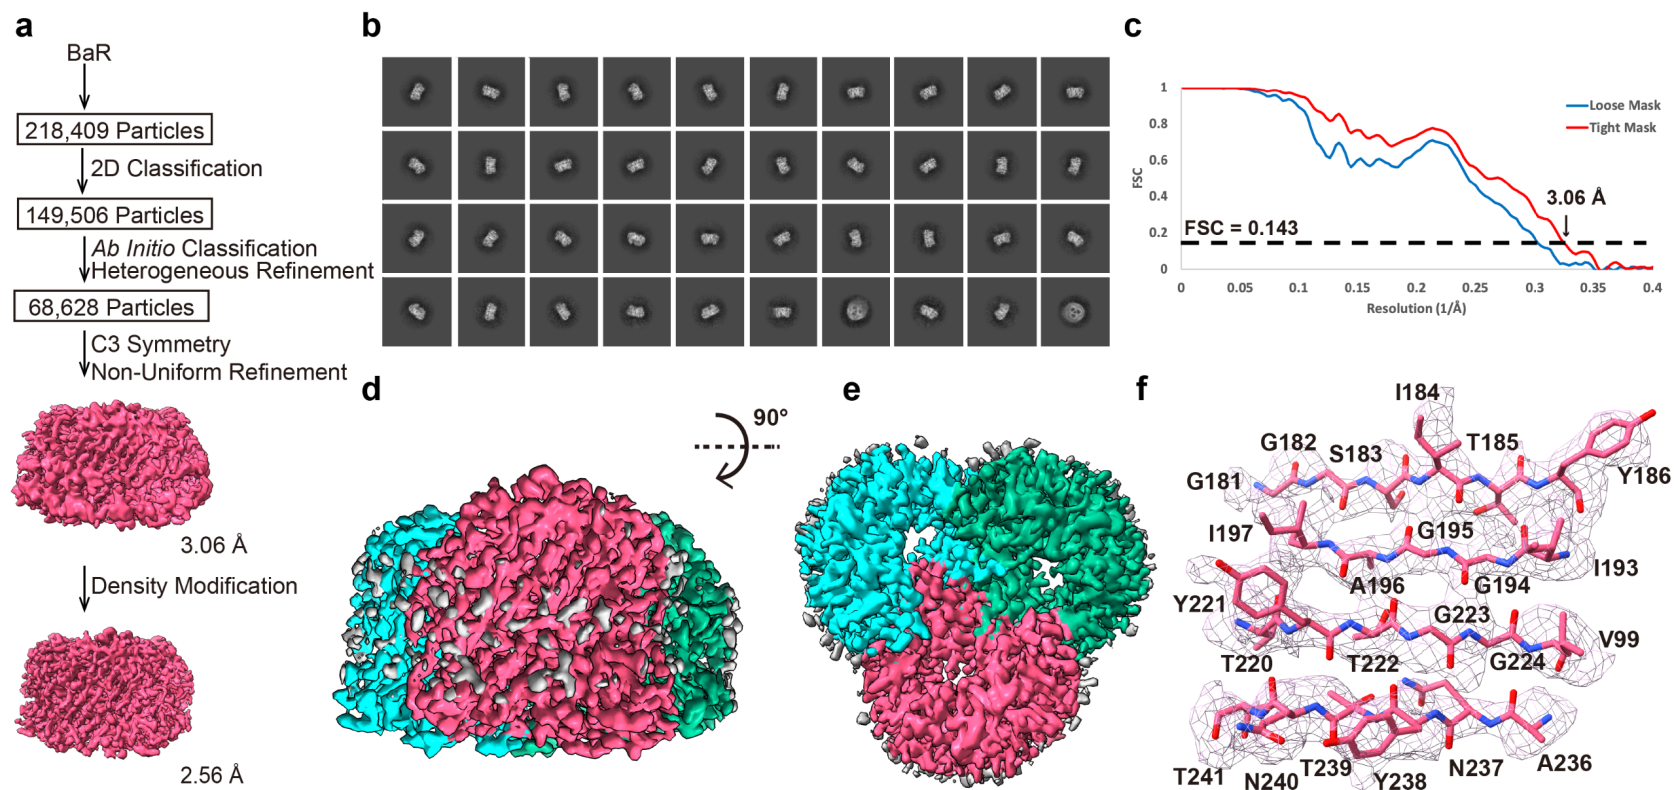 a
BaR
218,409 Particles
2D Classification
149,506 Particles
Ab Initio Classification
Heterogeneous Refinement
68,628 Particles
C3 Symmetry
Non-Uniform Refinement
3.06 Å
Density Modification
2.56 Å
b
c
1
0.8
0.6
0.4
0.2
0
FSC
Loose Mask
Tight Mask
3.06 Å
FSC = 0.143
0
0.05
0.1
0.15
0.2
0.25
0.3
0.35
0.4
Resolution (1/Å)
d
90°
e
f
I184
G182
S183
T185
G181
Y186
I197
G195
I193
A196
G194
Y221
G223
V99
T220
T222
G224
T241
N240
T239
Y238
N237
A236